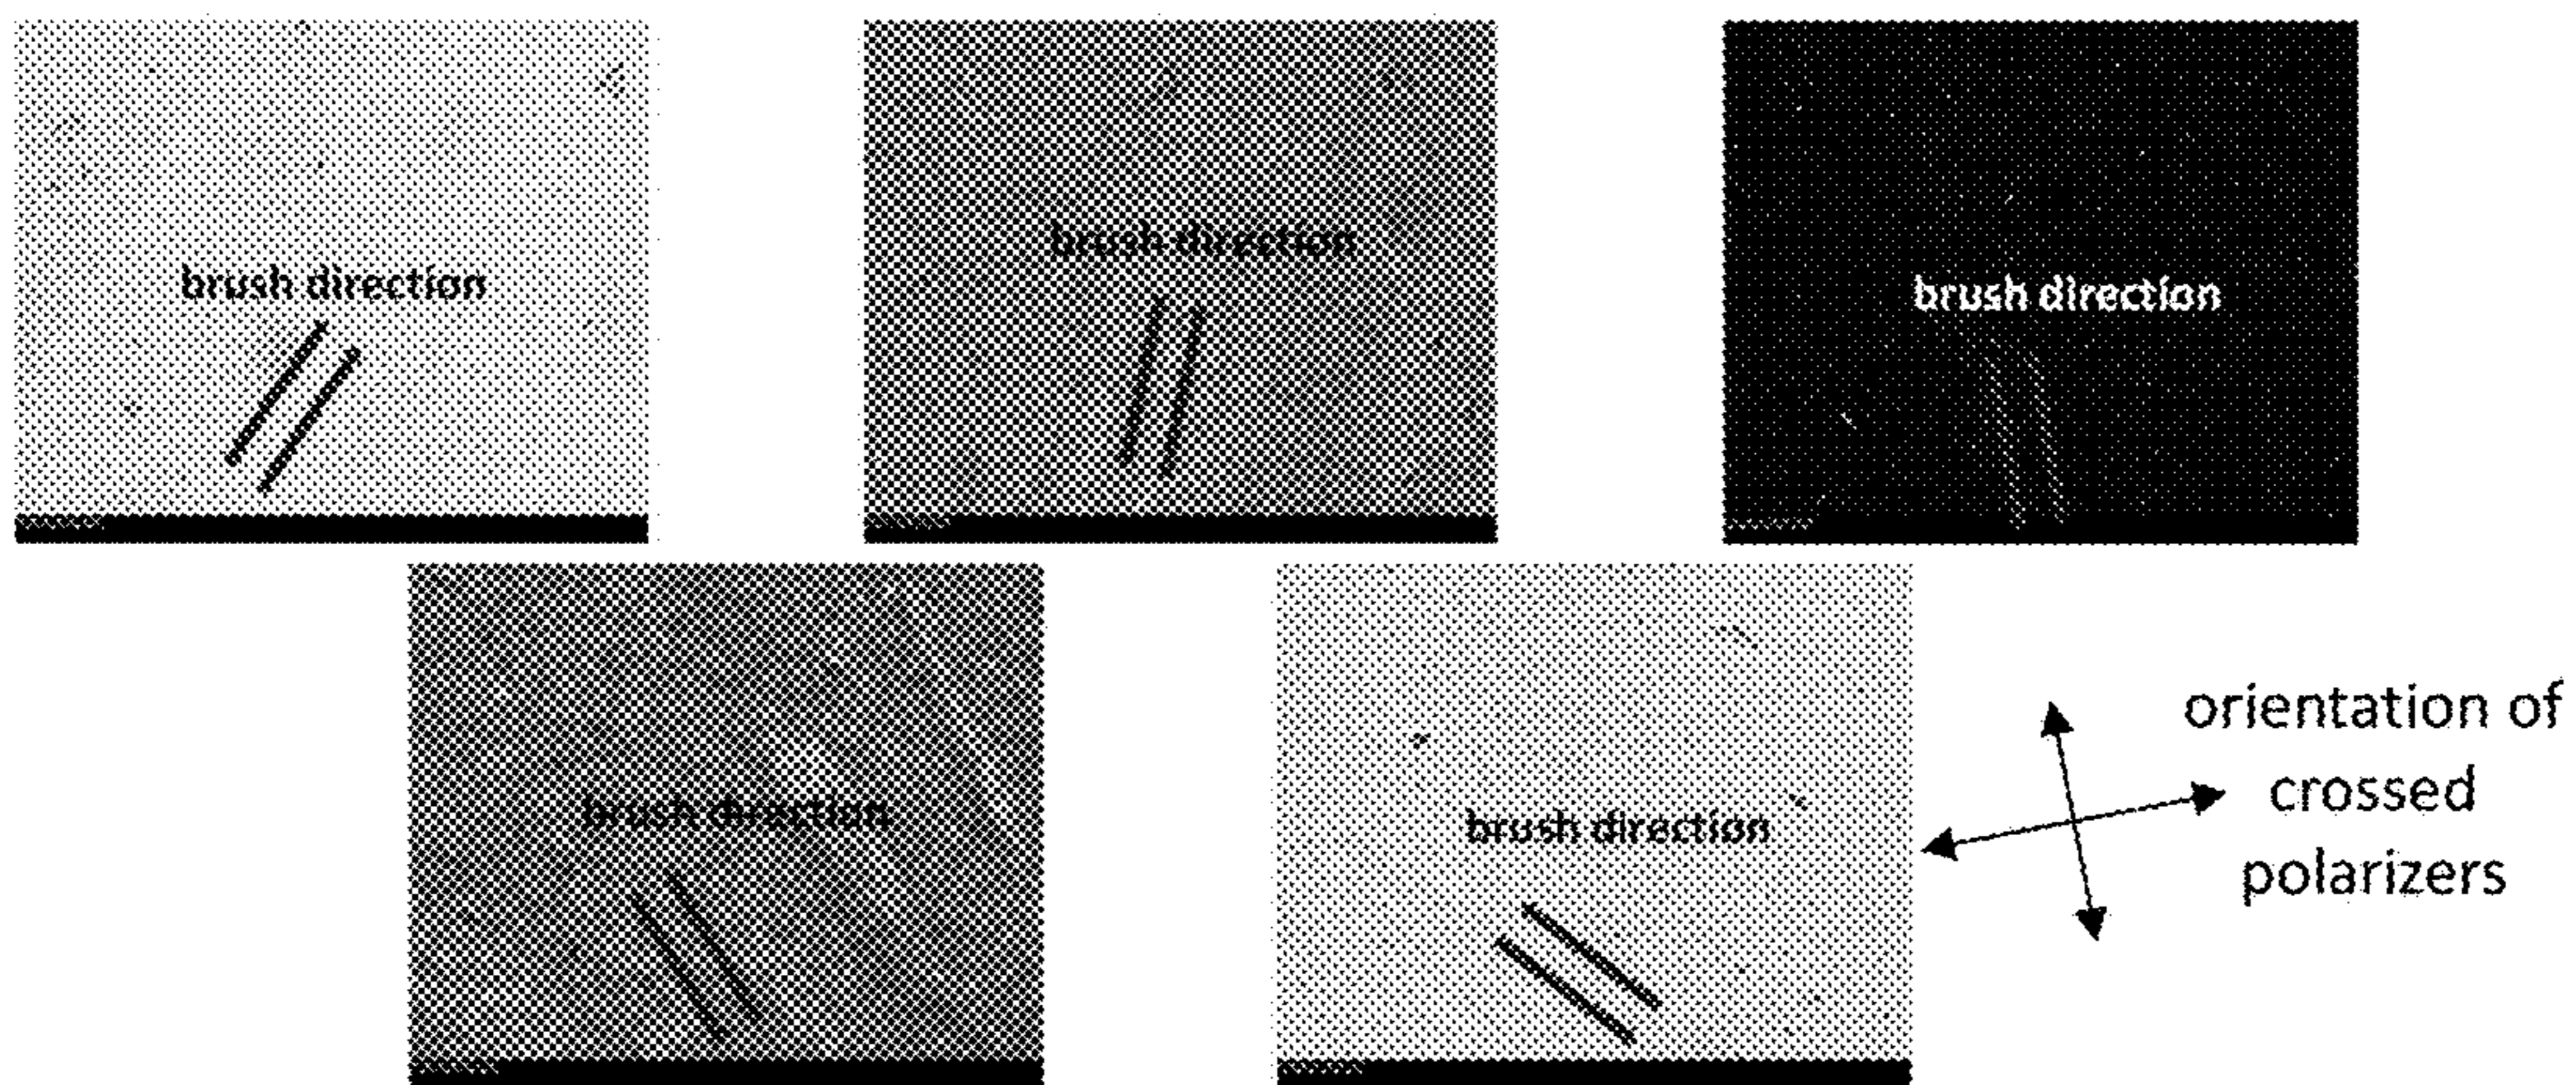 brush direction
brush direction
brush direction
brush direction
brush direction
orientation of
crossed
polarizers